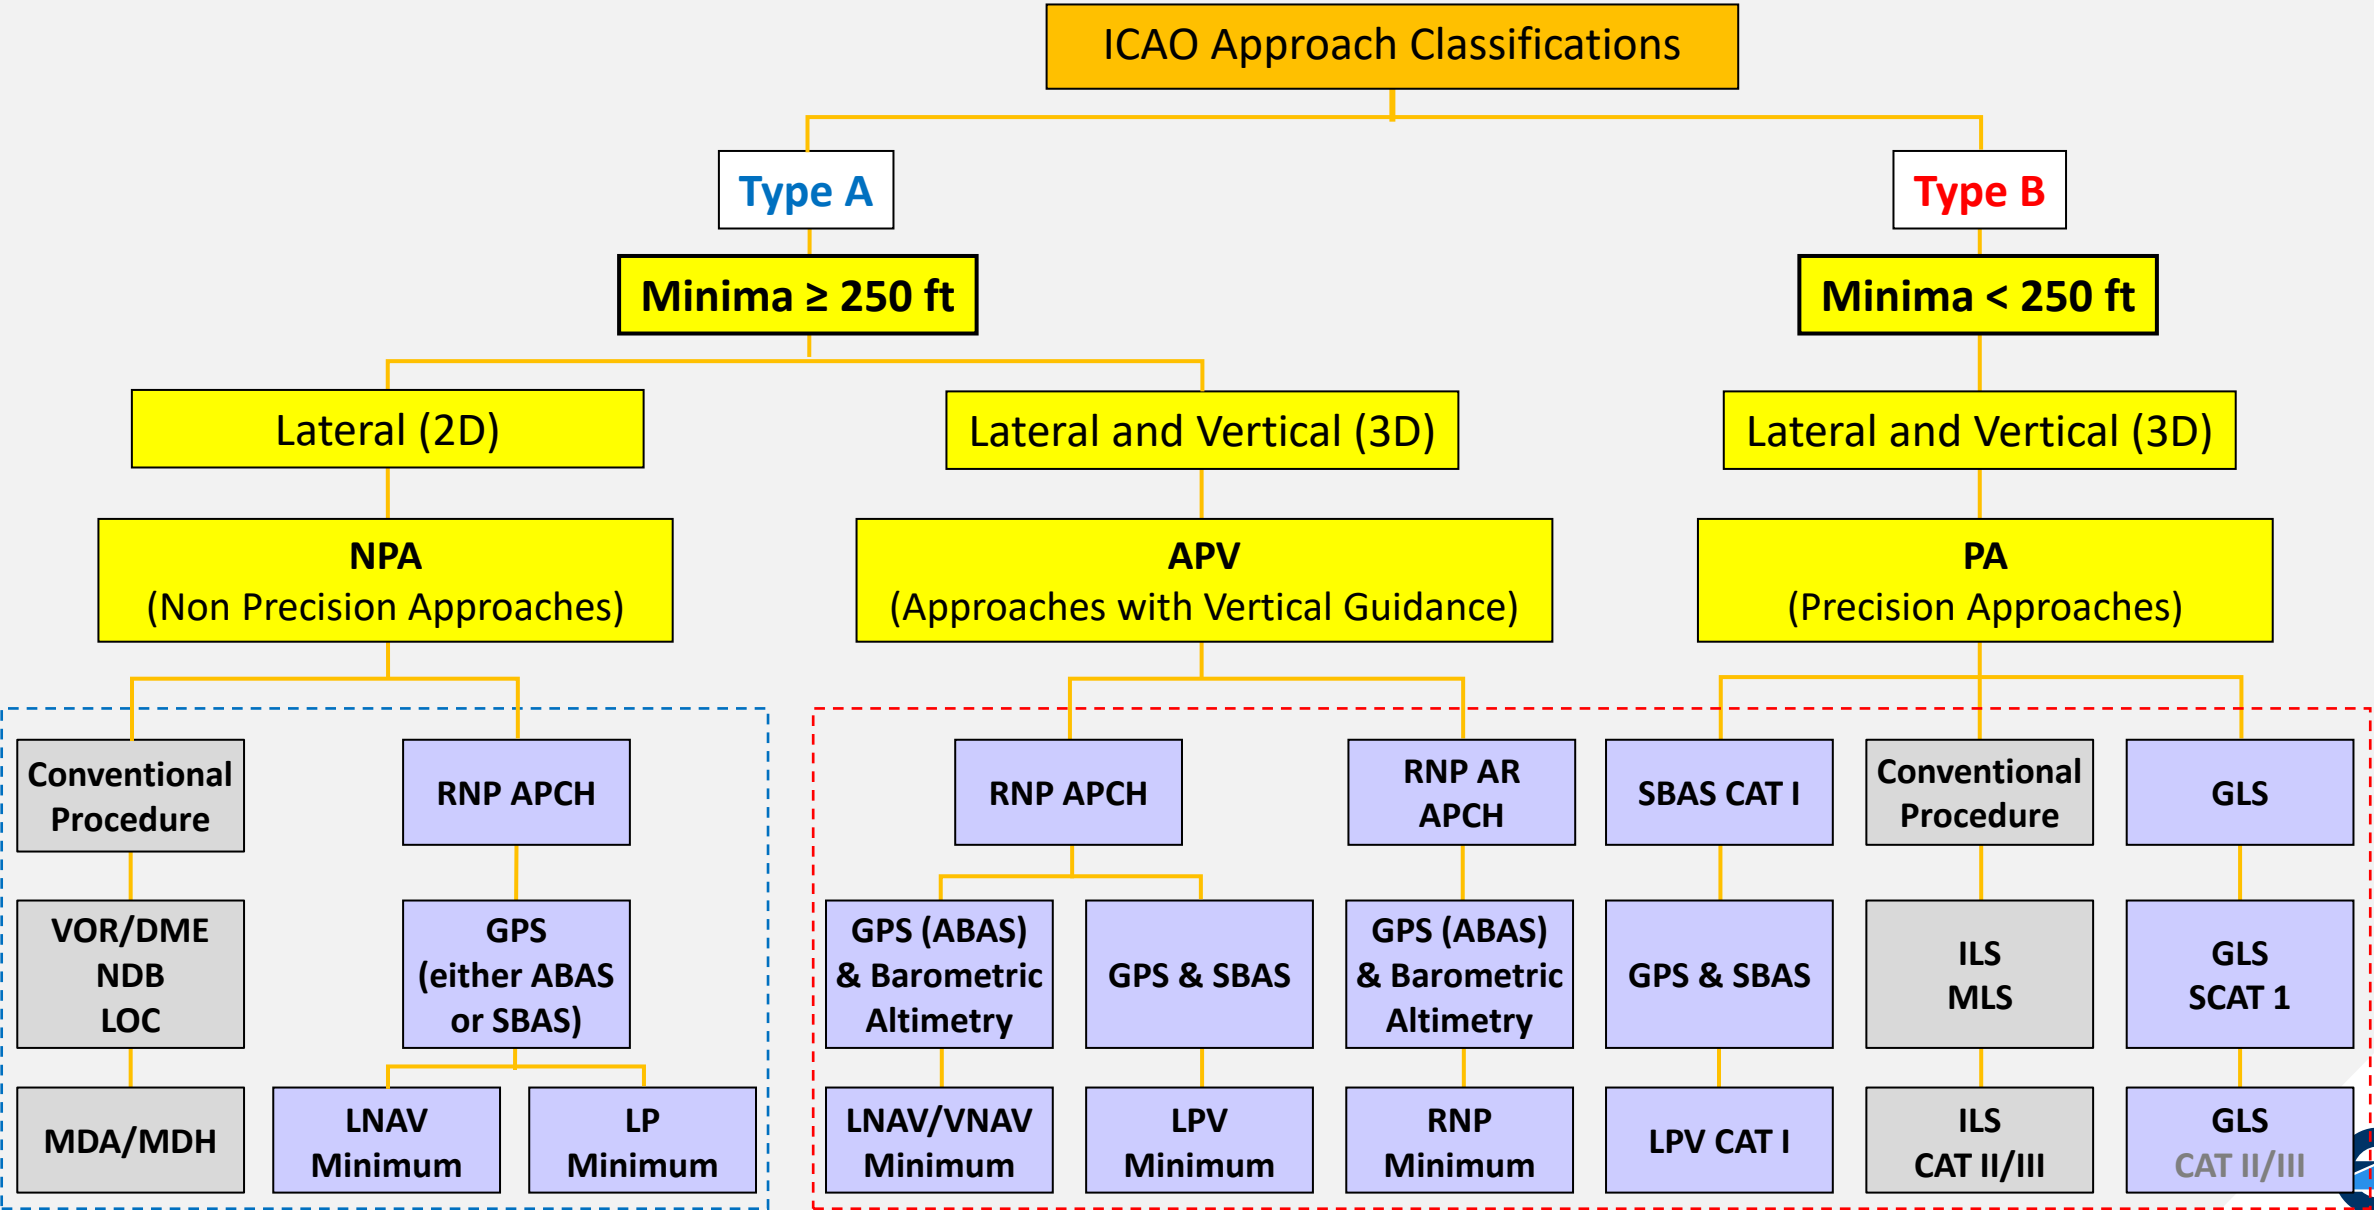 ICAO Approach Classifications
Type A
Type B
Minima ≥ 250 ft
Minima < 250 ft
Lateral (2D)
Lateral and Vertical (3D)
Lateral and Vertical (3D)
NPA
(Non Precision Approaches)
APV
(Approaches with Vertical Guidance)
PA
(Precision Approaches)
Conventional
Procedure
RNP APCH
RNP APCH
RNP AR
APCH
SBAS CAT I
Conventional
Procedure
GLS
VOR/DME
NDB
LOC
GPS
(either ABAS
or SBAS)
GPS (ABAS)
& Barometric
Altimetry
GPS & SBAS
GPS (ABAS)
& Barometric
Altimetry
GPS & SBAS
ILS
MLS
GLS
SCAT 1
MDA/MDH
LNAV
Minimum
LP
Minimum
LNAV/VNAV
Minimum
LPV
Minimum
RNP
Minimum
LPV CAT I
ILS
CAT II/III
GLS
CAT II/III